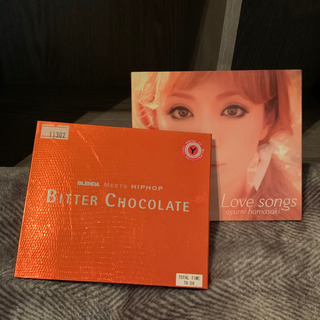 11302
BLENDA MEETS HIPHOP
BITTER CHOCOLATE
Y
TOTAL TIME
Love songs
ayumi hamasaki